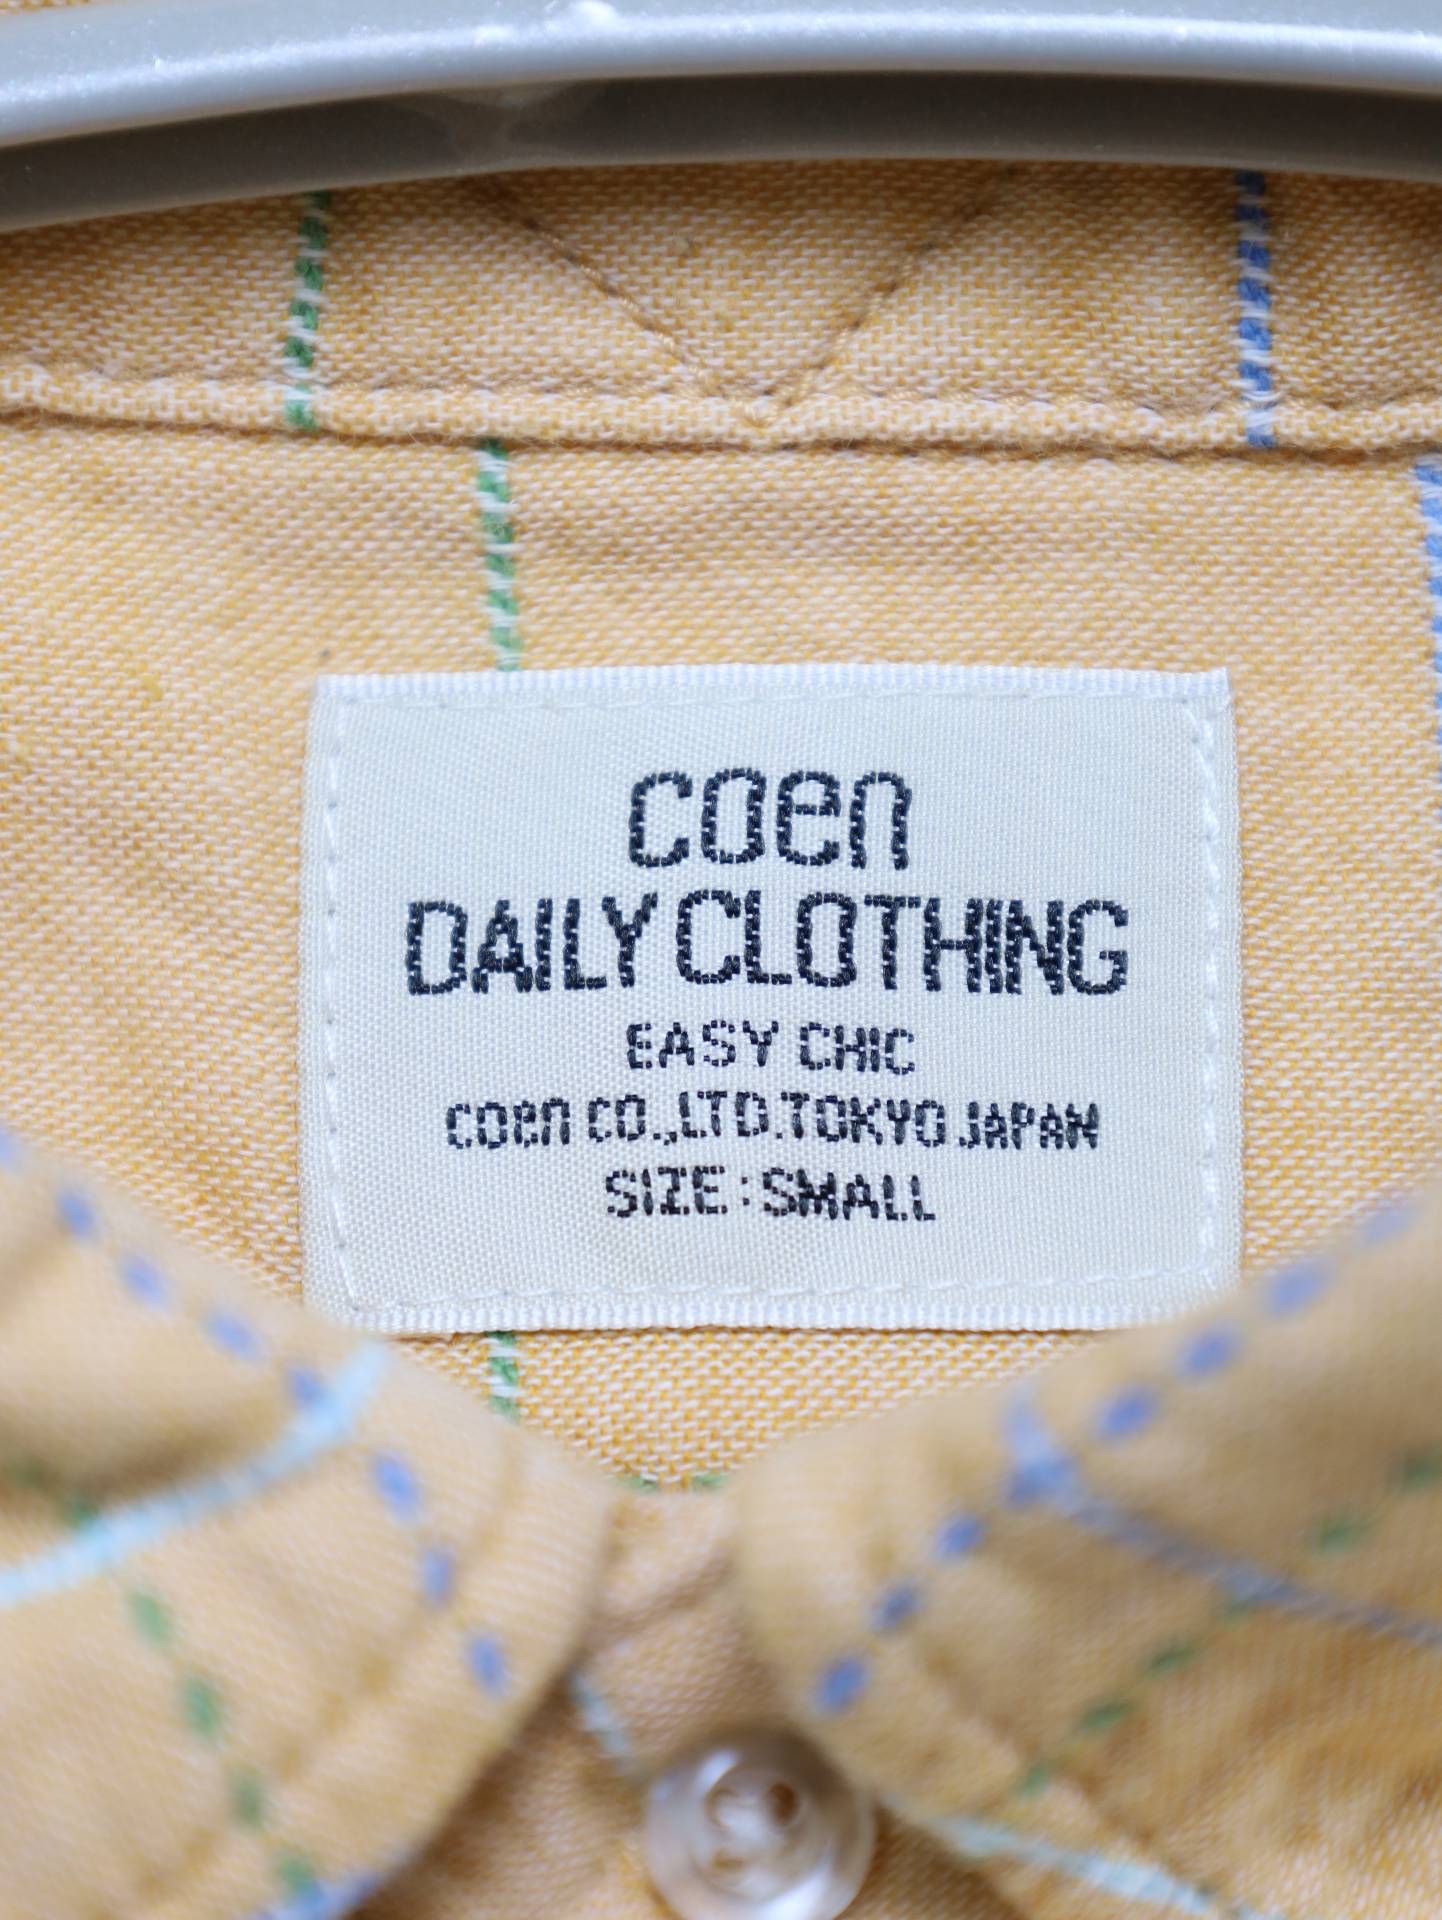 coen
DAILY CLOTHING
EASY CHIC
coen CO.,LTD.TOKYO JAPAN
SIZE:SMALL